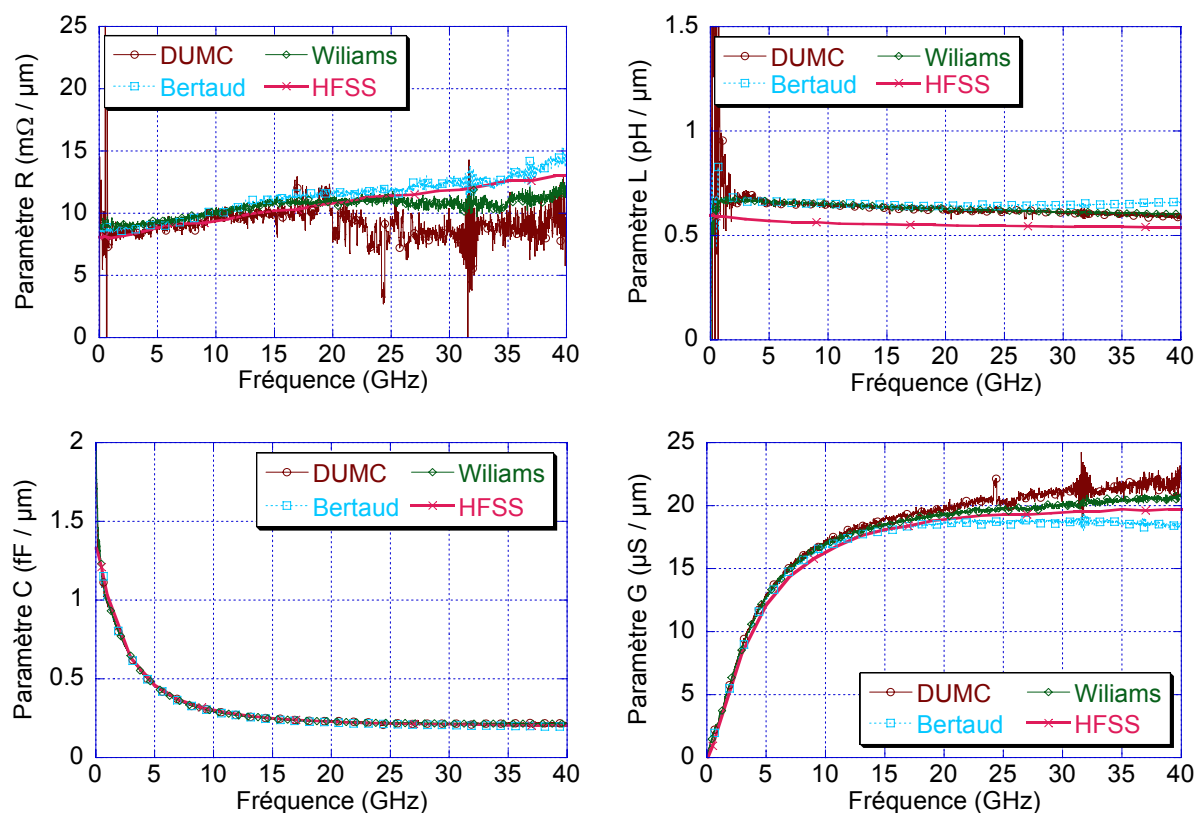 Paramètre R (mΩ / µm)
25
20
15
10
5
0
DUMC
Wiliams
Bertaud
HFSS
0 5 10 15 20 25 30 35 40
Fréquence (GHz)
Paramètre L (pH / µm)
1.5
1
0.5
0
DUMC
Wiliams
Bertaud
HFSS
0 5 10 15 20 25 30 35 40
Fréquence (GHz)
Paramètre C (fF / µm)
2
1.5
1
0.5
0
DUMC
Wiliams
Bertaud
HFSS
0 5 10 15 20 25 30 35 40
Fréquence (GHz)
Paramètre G (µS / µm)
25
20
15
10
5
0
DUMC
Wiliams
Bertaud
HFSS
0 5 10 15 20 25 30 35 40
Fréquence (GHz)